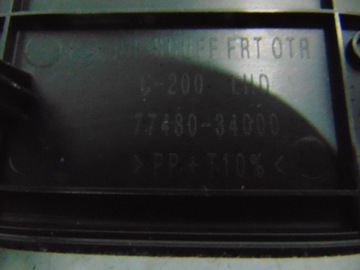 SCUFF FRT OTR
C-200 LHD
77480-34000
>PP+T10%<